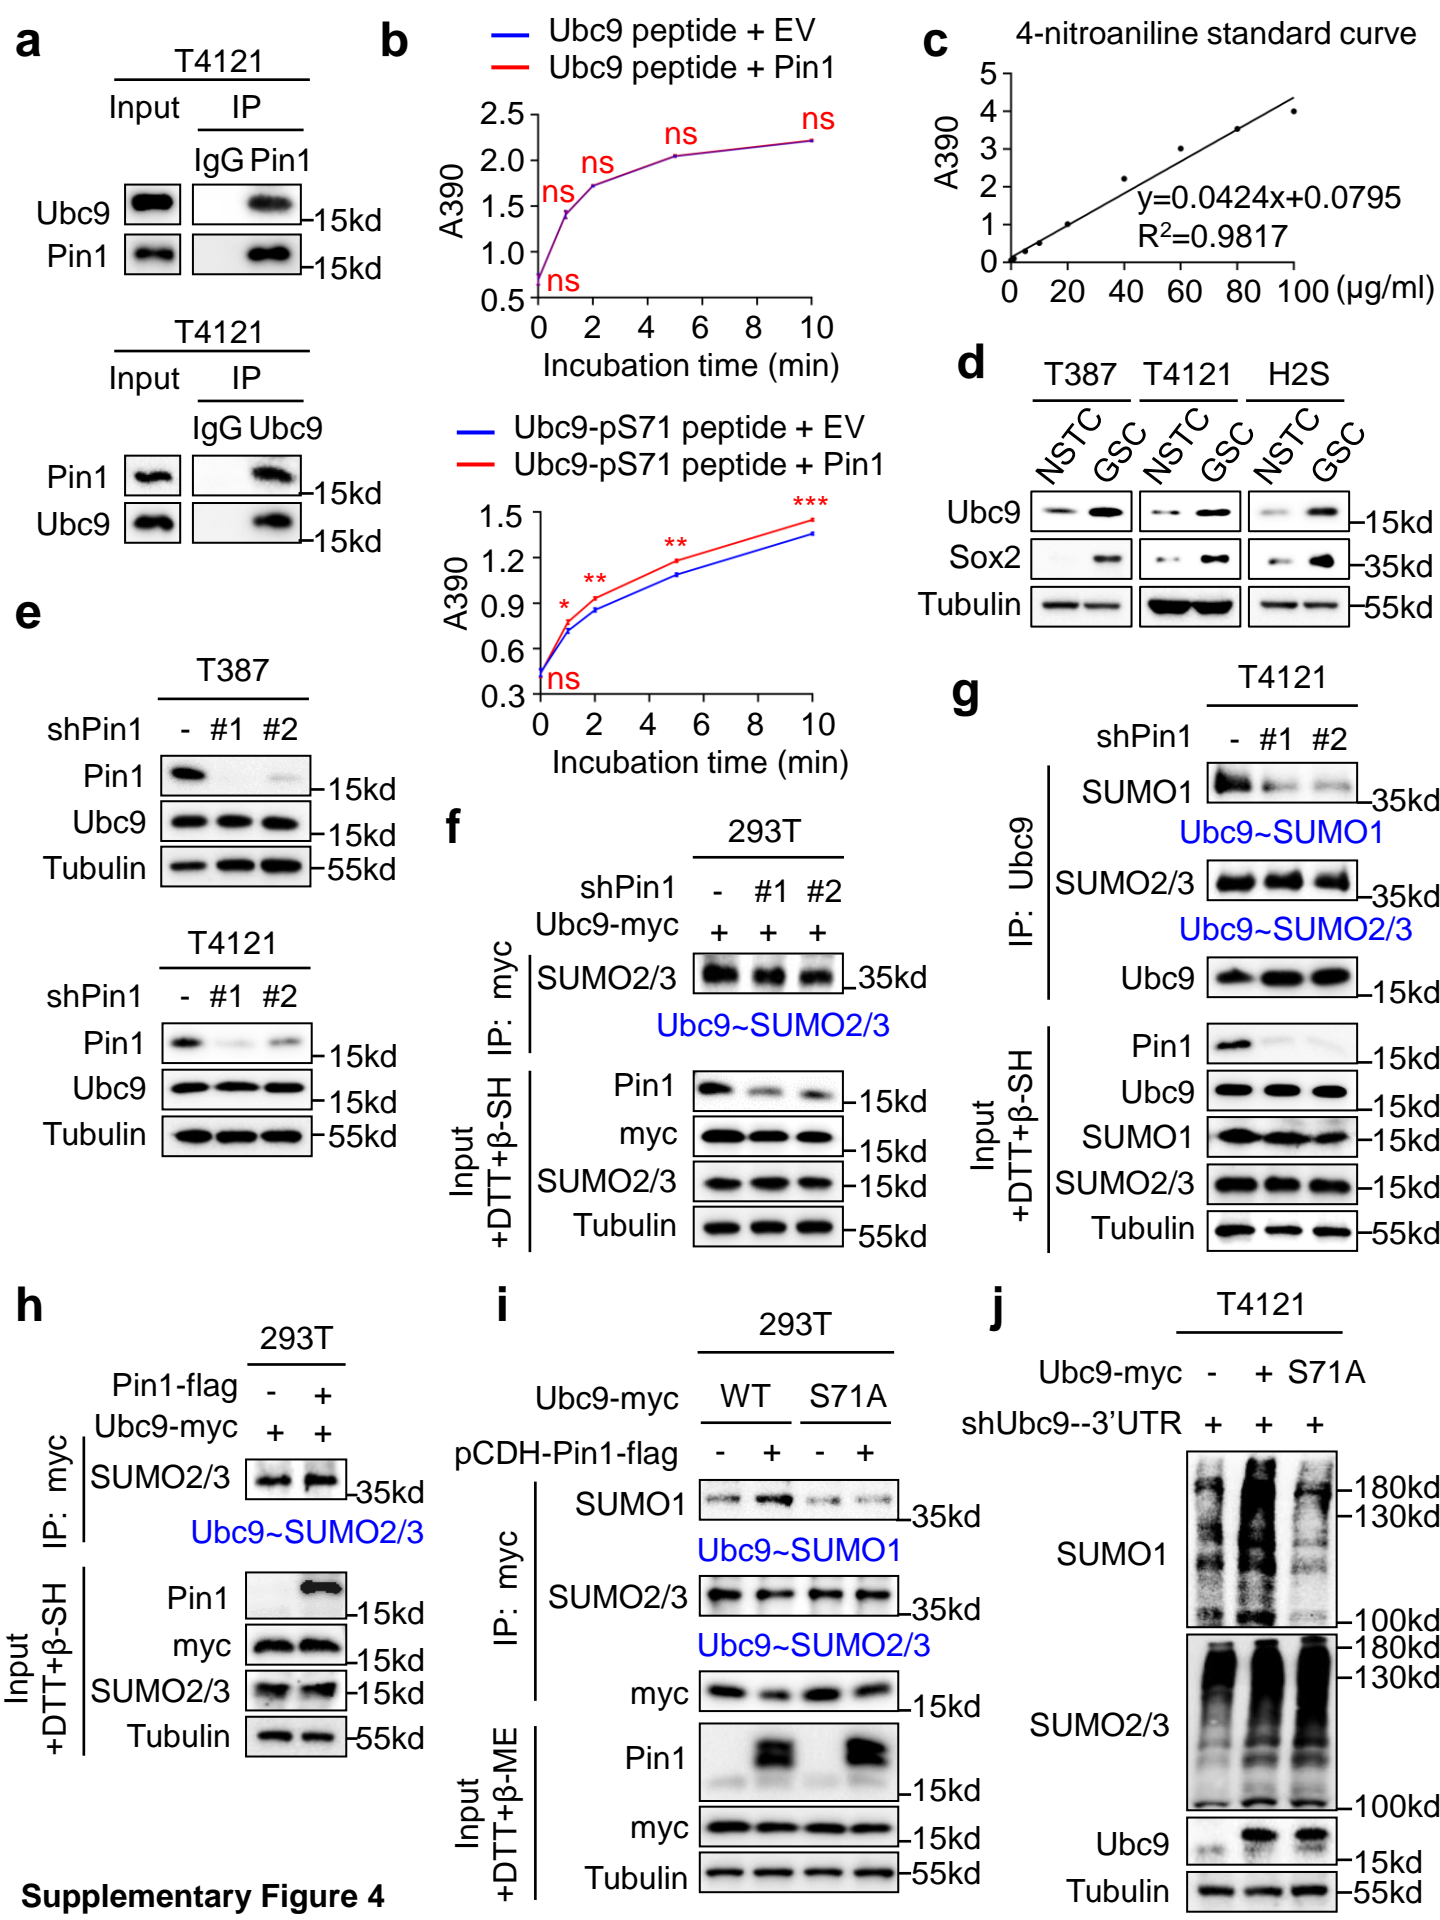 a
T4121
Input IP
IgG Pin1
Ubc9 15kd
Pin1 15kd
T4121
Input IP
IgG Ubc9
Pin1 15kd
Ubc9 15kd
b
Ubc9 peptide + EV
Ubc9 peptide + Pin1
A390
2.5
2.0
1.5
1.0
0.5
ns ns ns ns ns
0 2 4 6 8 10
Incubation time (min)
Ubc9-pS71 peptide + EV
Ubc9-pS71 peptide + Pin1
A390
1.5
1.2
0.9
0.6
0.3
ns * ** ** ***
0 2 4 6 8 10
Incubation time (min)
c
4-nitroaniline standard curve
A390
5
4
3
2
1
0
y=0.0424x+0.0795
R²=0.9817
0 20 40 60 80 100 (μg/ml)
d
T387 T4121 H2S
NSTC GSC NSTC GSC NSTC GSC
Ubc9 15kd
Sox2 35kd
Tubulin 55kd
e
T387
shPin1 - #1 #2
Pin1 15kd
Ubc9 15kd
Tubulin 55kd
T4121
shPin1 - #1 #2
Pin1 15kd
Ubc9 15kd
Tubulin 55kd
f
293T
shPin1 - #1 #2
Ubc9-myc + + +
IP: myc
SUMO2/3 35kd
Ubc9~SUMO2/3
Input
+DTT+β-SH
Pin1 15kd
myc 15kd
SUMO2/3 15kd
Tubulin 55kd
g
T4121
shPin1 - #1 #2
IP: Ubc9
SUMO1 35kd
Ubc9~SUMO1
SUMO2/3 35kd
Ubc9~SUMO2/3
Ubc9 15kd
Input
+DTT+β-SH
Pin1 15kd
Ubc9 15kd
SUMO1 15kd
SUMO2/3 15kd
Tubulin 55kd
h
293T
Pin1-flag - +
Ubc9-myc + +
IP: myc
SUMO2/3 35kd
Ubc9~SUMO2/3
Input
+DTT+β-SH
Pin1 15kd
myc 15kd
SUMO2/3 15kd
Tubulin 55kd
i
293T
Ubc9-myc WT S71A
pCDH-Pin1-flag - + - +
IP: myc
SUMO1 35kd
Ubc9~SUMO1
SUMO2/3 35kd
Ubc9~SUMO2/3
myc 15kd
Input
+DTT+β-ME
Pin1 15kd
myc 15kd
Tubulin 55kd
j
T4121
Ubc9-myc - + S71A
shUbc9--3'UTR + + +
SUMO1
180kd
130kd
100kd
SUMO2/3
180kd
130kd
100kd
Ubc9 15kd
Tubulin 55kd
Supplementary Figure 4